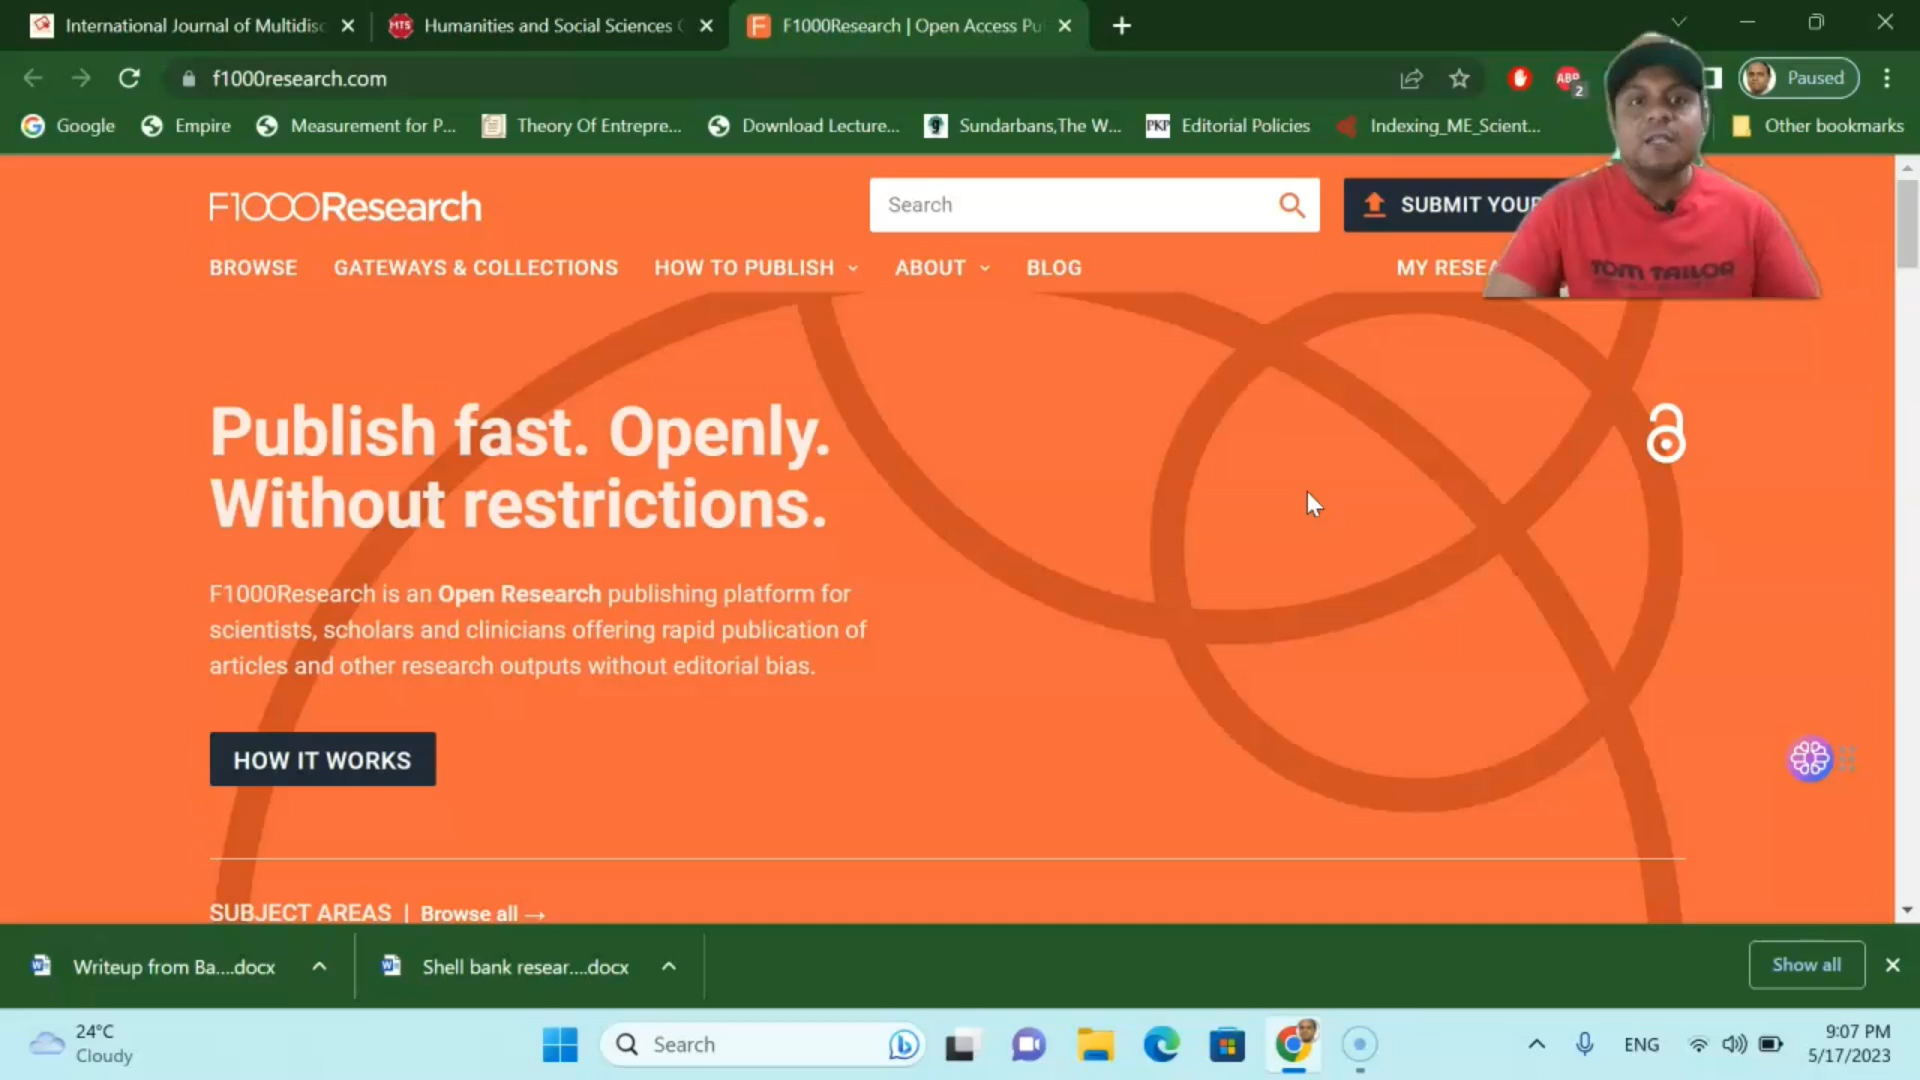 International Journal of Multidisc
Humanities and Social Sciences C
F1000Research | Open Access Pu
f1000research.com
ABP
2
Paused
Google
Empire
Measurement for P...
Theory Of Entrepre...
Download Lecture...
Sundarbans,The W...
PKP
Editorial Policies
Indexing_ME_Scient...
Other bookmarks
F1000Research
Search
SUBMIT YOUR
BROWSE
GATEWAYS & COLLECTIONS
HOW TO PUBLISH
ABOUT
BLOG
MY RESEA
TOM TAILOR
Publish fast. Openly.
Without restrictions.
F1000Research is an Open Research publishing platform for
scientists, scholars and clinicians offering rapid publication of
articles and other research outputs without editorial bias.
HOW IT WORKS
SUBJECT AREAS | Browse all →
Writeup from Ba....docx
Shell bank resear....docx
Show all
24°C
Cloudy
Search
ENG
9:07 PM
5/17/2023